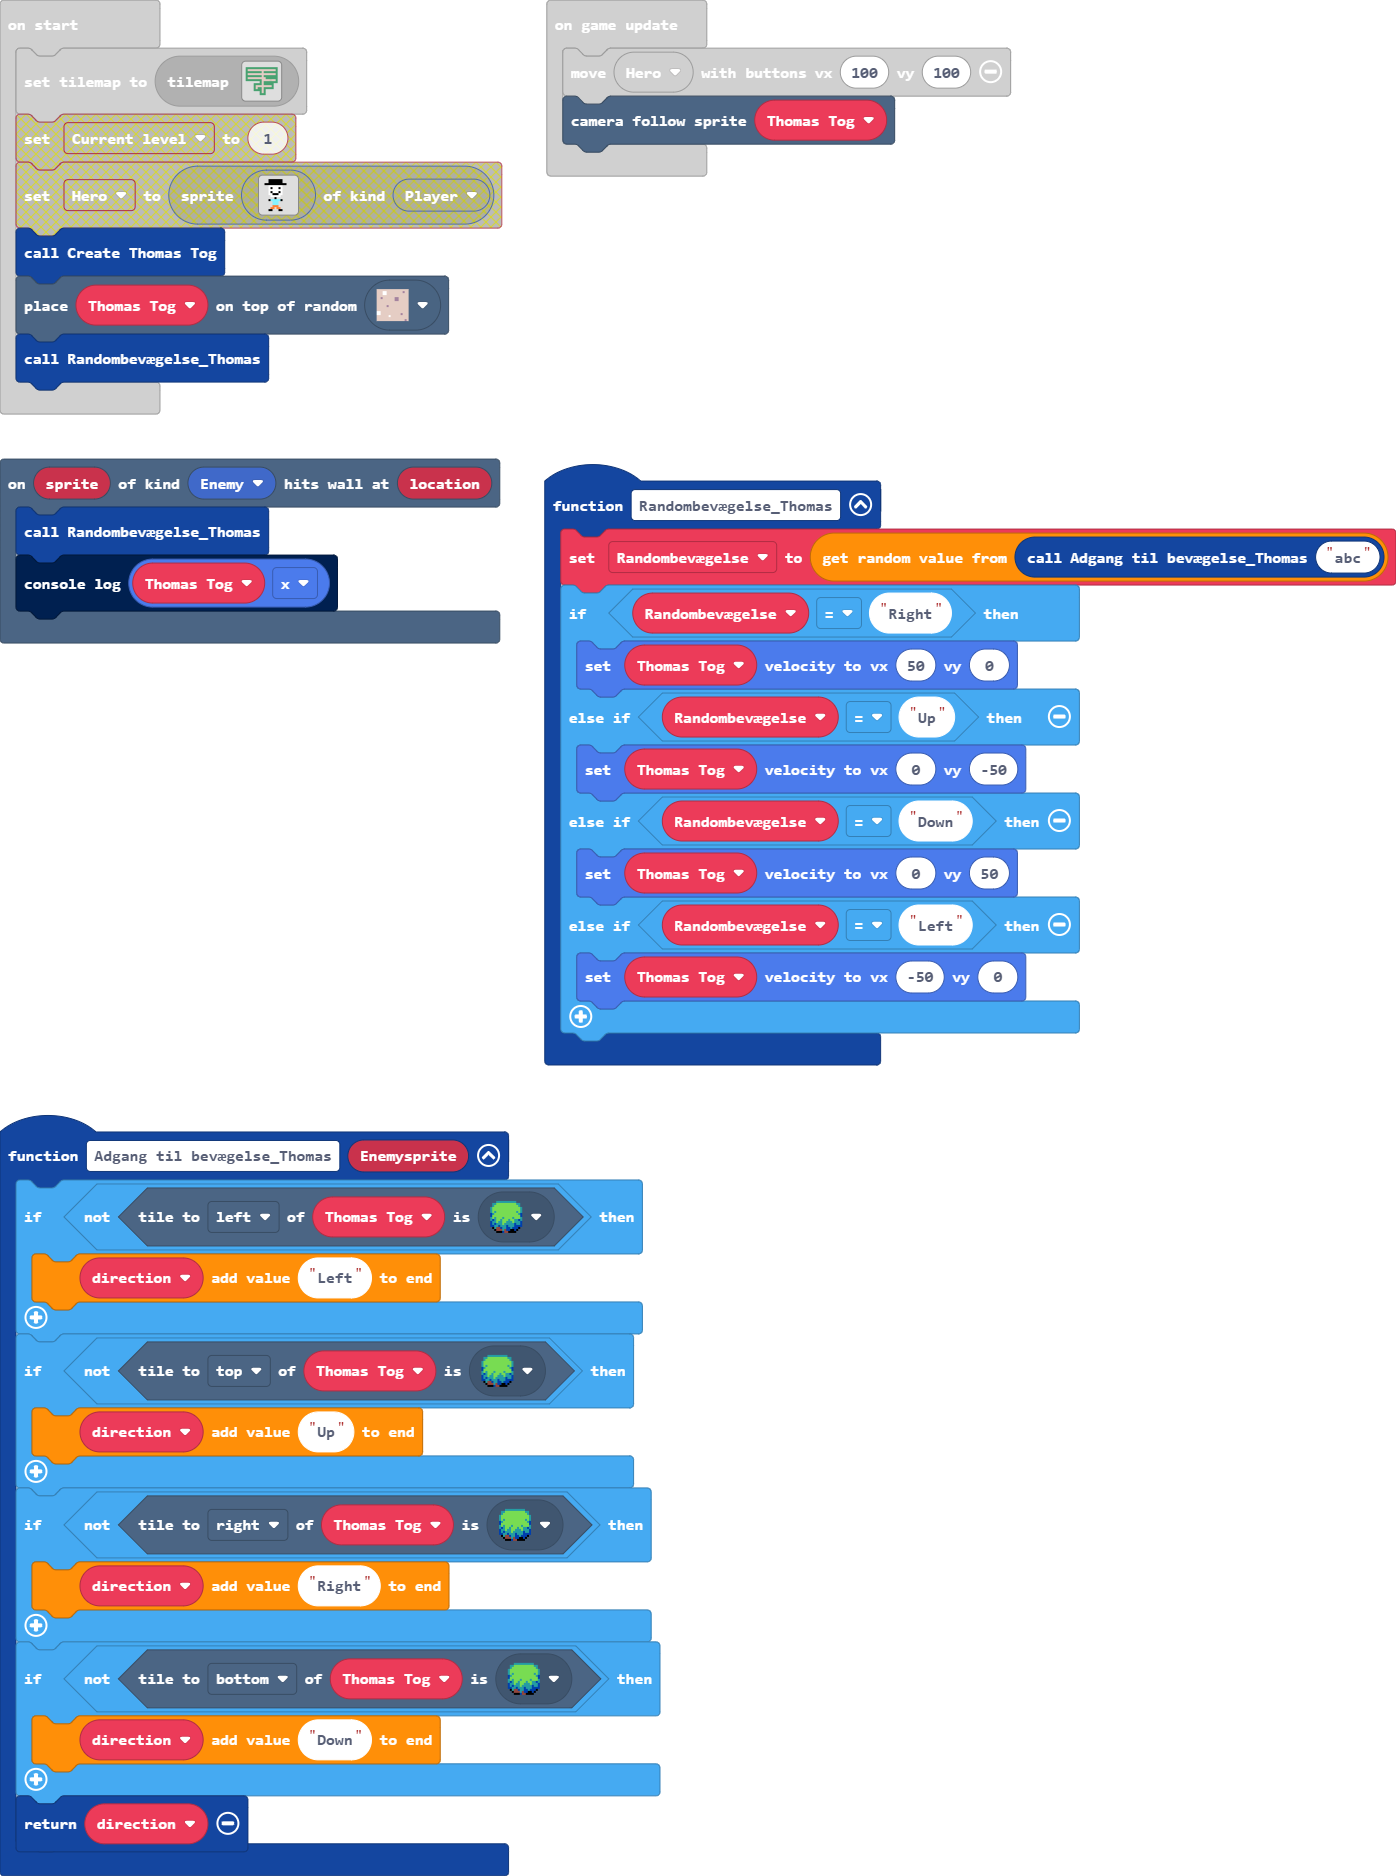 on start
set tilemap to tilemap
set Current level to 1
set Hero to sprite of kind Player
call Create Thomas Tog
place Thomas Tog on top of random
call Randombevægelse_Thomas
on game update
move Hero with buttons vx 100 vy 100
camera follow sprite Thomas Tog
on sprite of kind Enemy hits wall at location
call Randombevægelse_Thomas
console log Thomas Tog x
function Randombevægelse_Thomas
set Randombevægelse to get random value from call Adgang til bevægelse_Thomas "abc"
if Randombevægelse = "Right" then
set Thomas Tog velocity to vx 50 vy 0
else if Randombevægelse = "Up" then
set Thomas Tog velocity to vx 0 vy -50
else if Randombevægelse = "Down" then
set Thomas Tog velocity to vx 0 vy 50
else if Randombevægelse = "Left" then
set Thomas Tog velocity to vx -50 vy 0
function Adgang til bevægelse_Thomas Enemysprite
if not tile to left of Thomas Tog is then
direction add value "Left" to end
if not tile to top of Thomas Tog is then
direction add value "Up" to end
if not tile to right of Thomas Tog is then
direction add value "Right" to end
if not tile to bottom of Thomas Tog is then
direction add value "Down" to end
return direction